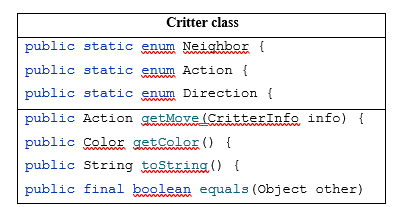 Critter class
public static enum Neighbor {
public static enum Action {
public static enum Direction {
public Action getMove(CritterInfo info) {
public Color getColor() {
public String toString() {
public final boolean equals(Object other)